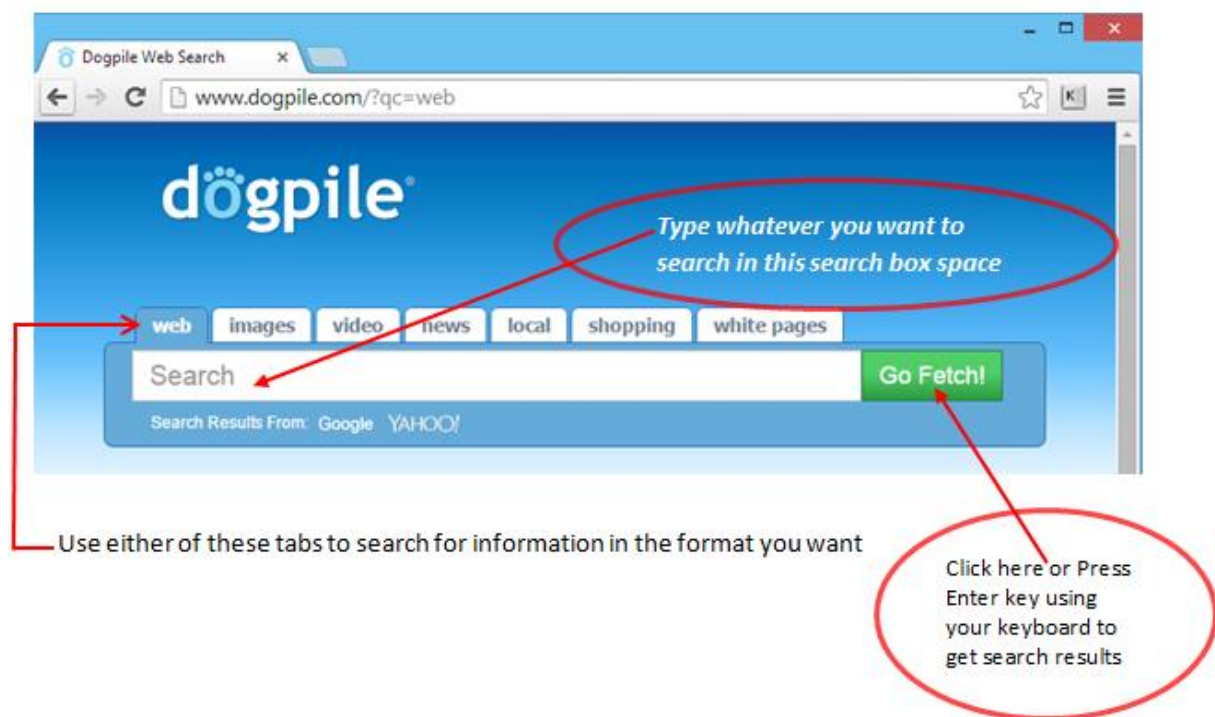 Dogpile Web Search
www.dogpile.com/?qc=web
K
dögpile®
Type whatever you want to
search in this search box space
web images video news local shopping white pages
Search Go Fetch!
Search Results From: Google YAHOO!
Use either of these tabs to search for information in the format you want
Click here or Press
Enter key using
your keyboard to
get search results